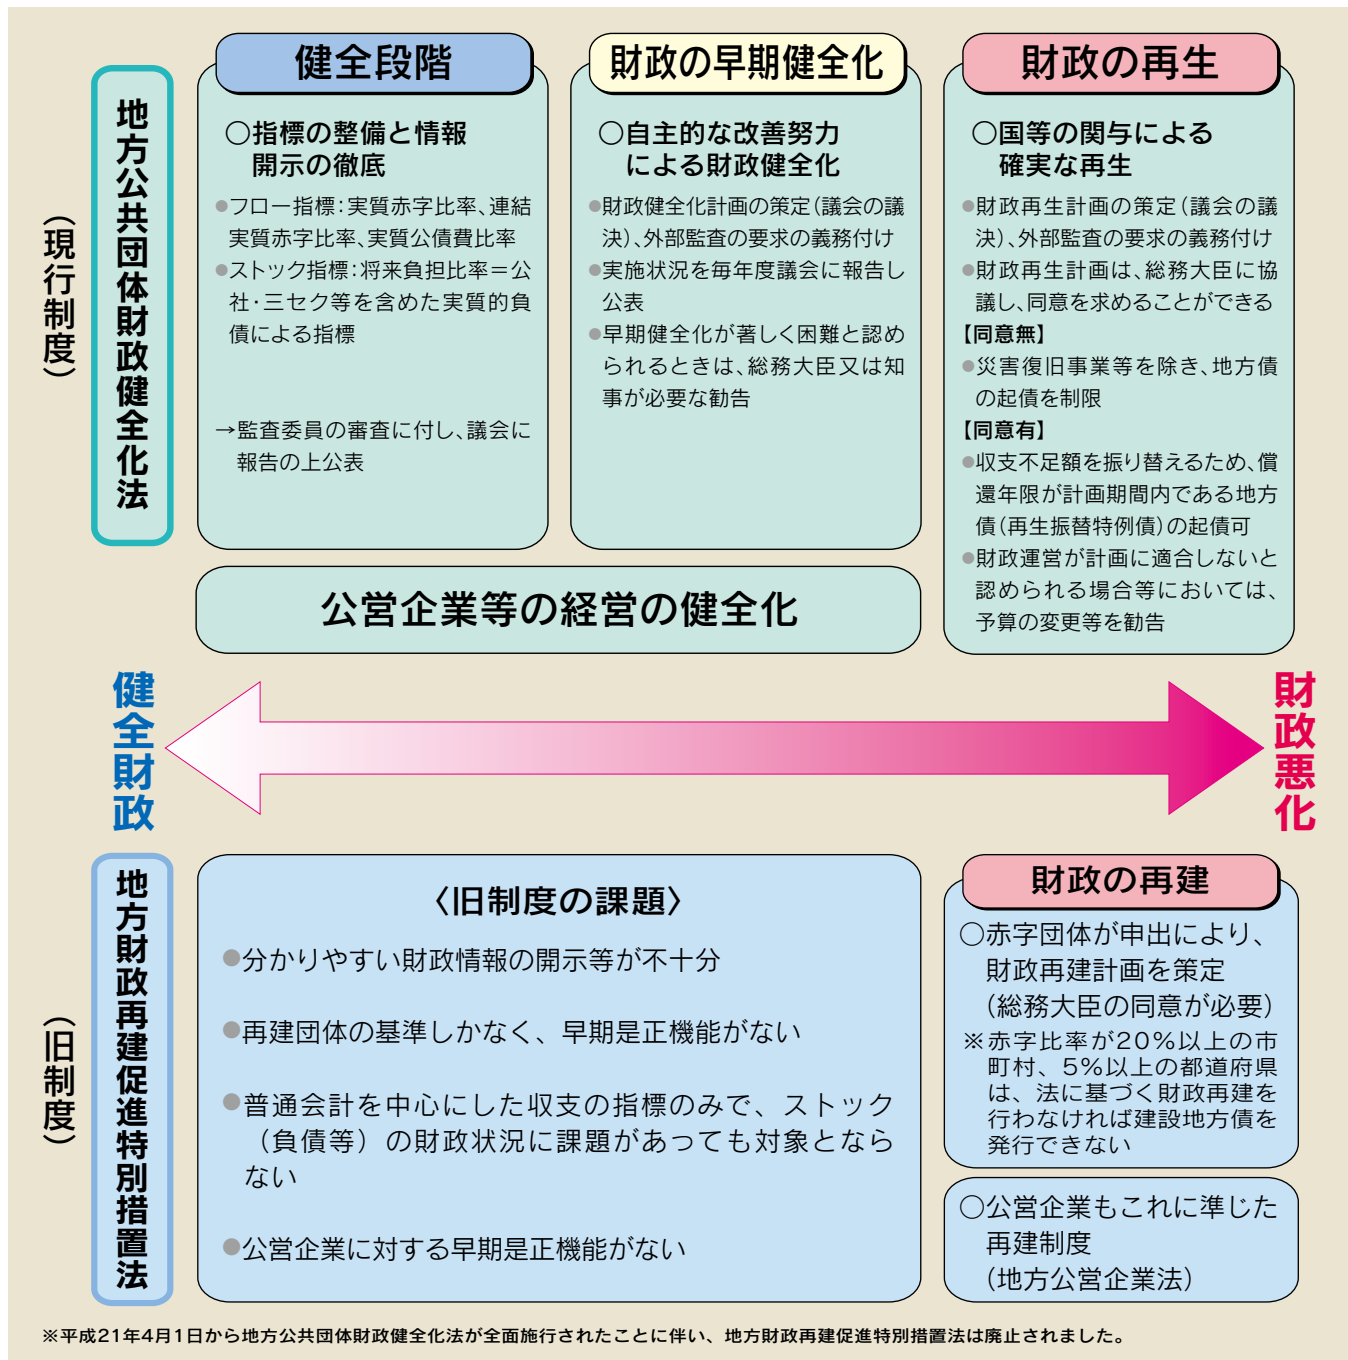 地方公共団体財政健全化法
（現行制度）
健全段階
○指標の整備と情報
開示の徹底
●フロー指標：実質赤字比率、連結
実質赤字比率、実質公債費比率
●ストック指標：将来負担比率＝公
社・三セク等を含めた実質的負
債による指標
→監査委員の審査に付し、議会に
報告の上公表
財政の早期健全化
○自主的な改善努力
による財政健全化
●財政健全化計画の策定（議会の議
決）、外部監査の要求の義務付け
●実施状況を毎年度議会に報告し
公表
●早期健全化が著しく困難と認め
られるときは、総務大臣又は知
事が必要な勧告
財政の再生
○国等の関与による
確実な再生
●財政再生計画の策定（議会の議
決）、外部監査の要求の義務付け
●財政再生計画は、総務大臣に協
議し、同意を求めることができる
【同意無】
●災害復旧事業等を除き、地方債
の起債を制限
【同意有】
●収支不足額を振り替えるため、償
還年限が計画期間内である地方
債（再生振替特例債）の起債可
●財政運営が計画に適合しないと
認められる場合等においては、
予算の変更等を勧告
公営企業等の経営の健全化
健全財政
財政悪化
地方財政再建促進特別措置法
（旧制度）
〈旧制度の課題〉
●分かりやすい財政情報の開示等が不十分
●再建団体の基準しかなく、早期是正機能がない
●普通会計を中心にした収支の指標のみで、ストック
（負債等）の財政状況に課題があっても対象となら
ない
●公営企業に対する早期是正機能がない
財政の再建
○赤字団体が申出により、
財政再建計画を策定
（総務大臣の同意が必要）
※赤字比率が20％以上の市
町村、5％以上の都道府県
は、法に基づく財政再建を
行わなければ建設地方債を
発行できない
○公営企業もこれに準じた
再建制度
（地方公営企業法）
※平成21年4月1日から地方公共団体財政健全化法が全面施行されたことに伴い、地方財政再建促進特別措置法は廃止されました。